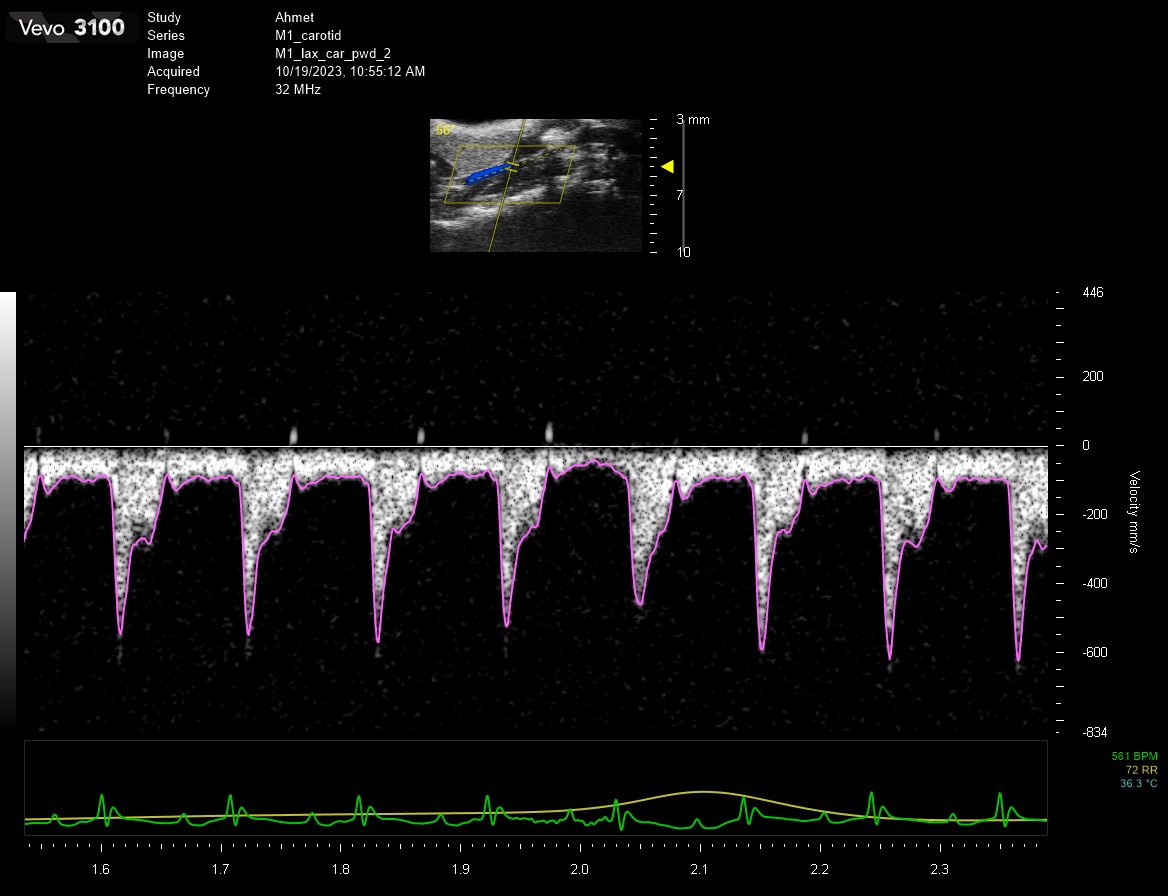 Vevo 3100
Study Ahmet
Series M1_carotid
Image M1_lax_car_pwd_2
Acquired 10/19/2023, 10:55:12 AM
Frequency 32 MHz
56°
3 mm
7
10
446
200
0
-200
-400
-600
-834
Velocity mm/s
561 BPM
72 RR
36.3 °C
1.6 1.7 1.8 1.9 2.0 2.1 2.2 2.3